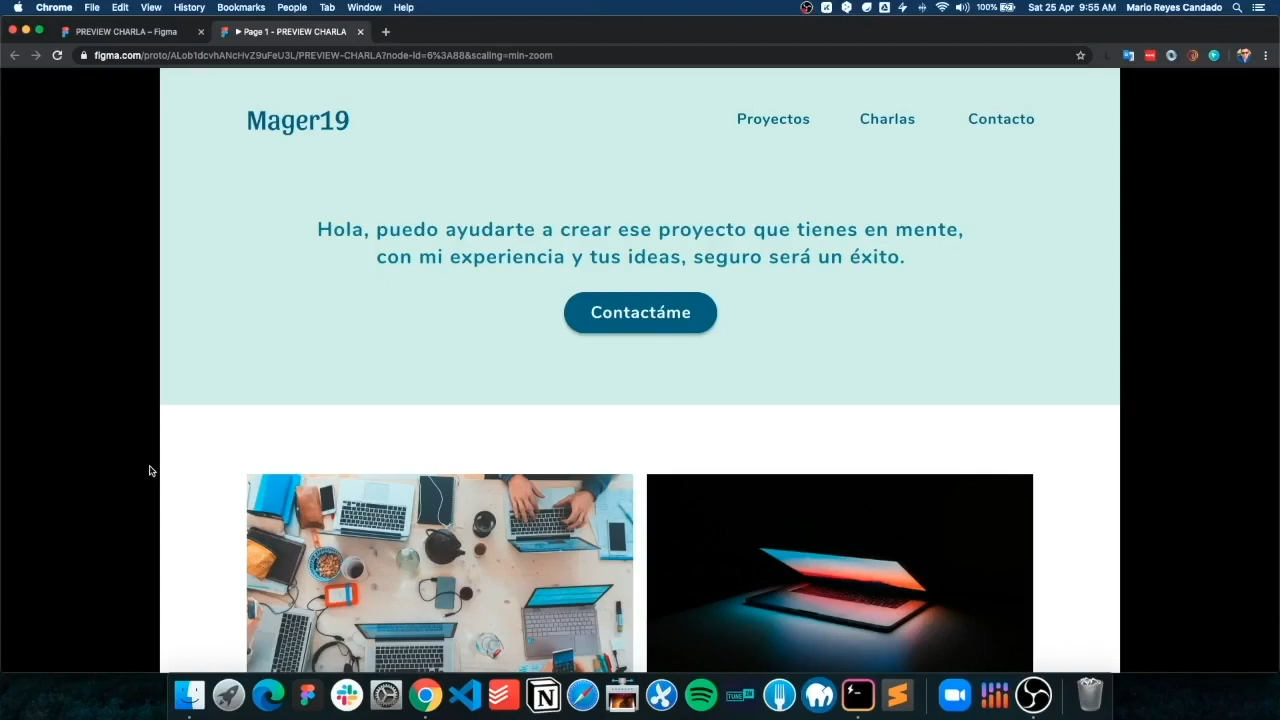 Chrome File Edit View History Bookmarks People Tab Window Help 100% Sat 25 Apr 9:55 AM Mario Reyes Candado
PREVIEW CHARLA – Figma
Page 1 - PREVIEW CHARLA
figma.com/proto/ALob1dcvhANcHvZ9uFeU3L/PREVIEW-CHARLA?node-id=6%3A88&scaling=min-zoom
Mager19
Proyectos Charlas Contacto
Hola, puedo ayudarte a crear ese proyecto que tienes en mente,
con mi experiencia y tus ideas, seguro será un éxito.
Contactáme
TUNE IN